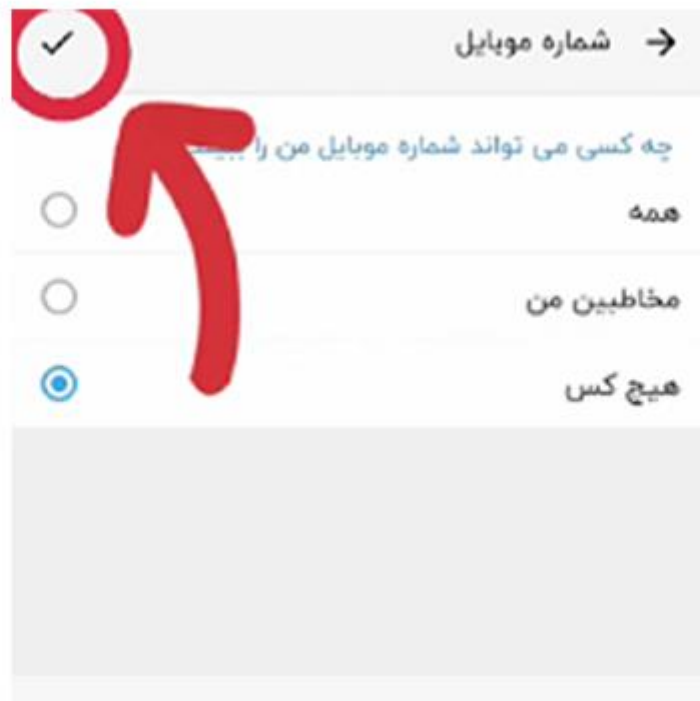 شماره موبایل
چه کسی می تواند شماره موبایل من را
همه
مخاطبین من
هیچ کس